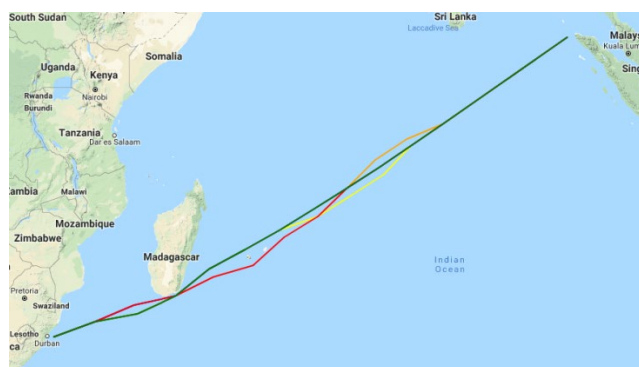 South Sudan
Sri Lanka
Laccadive Sea
Malays
Kuala Lum
Sing
Somalia
Uganda
Kenya
Nairobi
Rwanda
Burundi
Tanzania
Dar es Salaam
ambia
Malawi
Mozambique
Zimbabwe
Madagascar
Indian
Ocean
Pretoria
Swaziland
Lesotho
Durban
ca